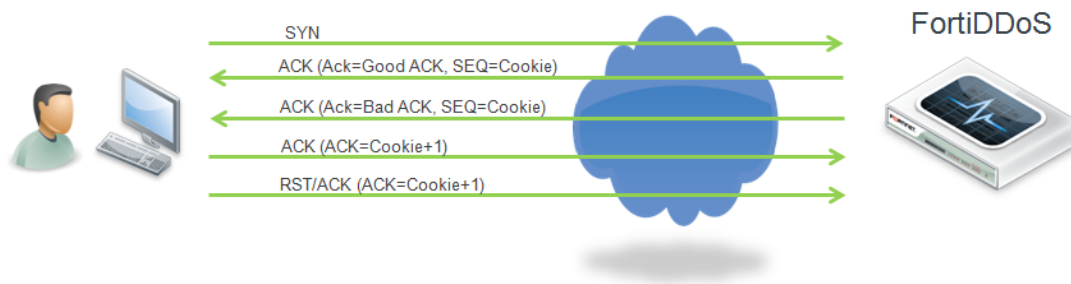 FortiDDoS
SYN
ACK (Ack=Good ACK, SEQ=Cookie)
ACK (Ack=Bad ACK, SEQ=Cookie)
ACK (ACK=Cookie+1)
RST/ACK (ACK=Cookie+1)
FORTINET